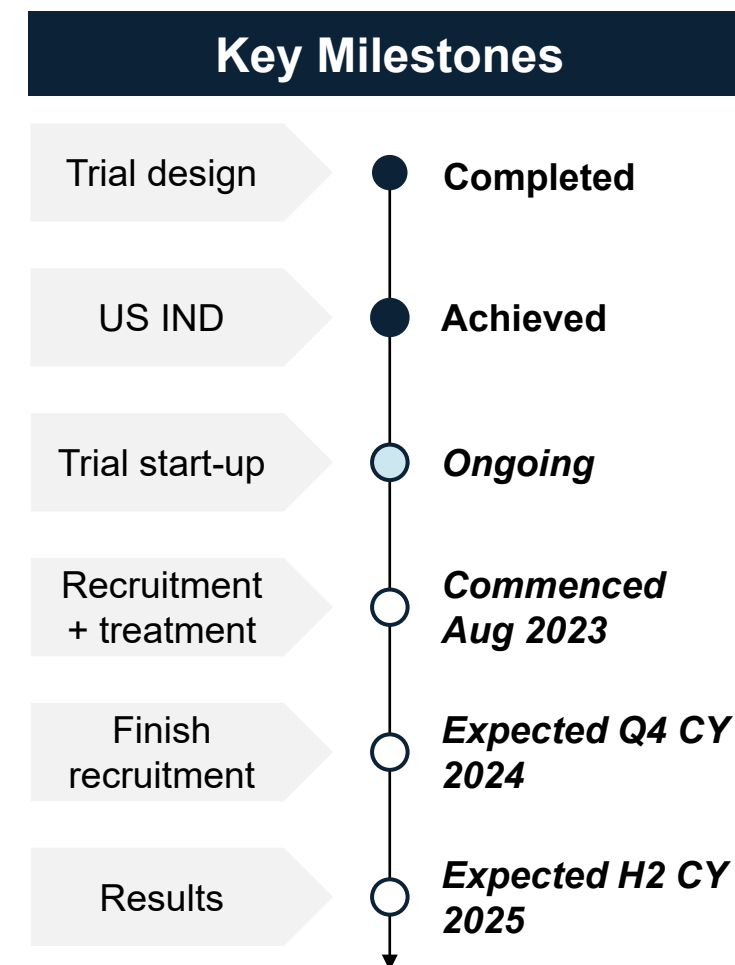 Key Milestones
Trial design
Completed
US IND
Achieved
Trial start-up
Ongoing
Recruitment
+ treatment
Commenced
Aug 2023
Finish
recruitment
Expected Q4 CY
2024
Results
Expected H2 CY
2025